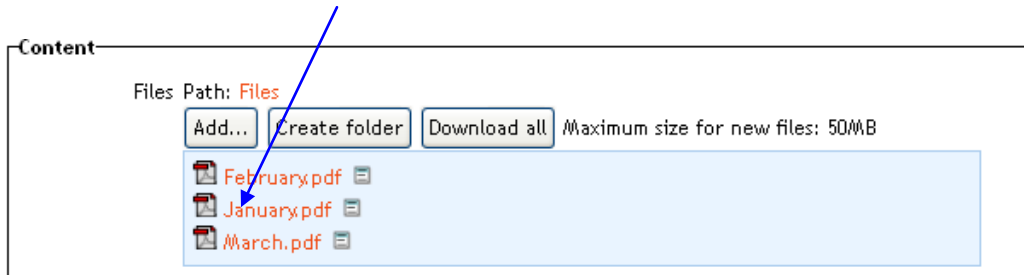 Content
Files Path: Files
Add... Create folder Download all Maximum size for new files: 50MB
February.pdf
January.pdf
March.pdf